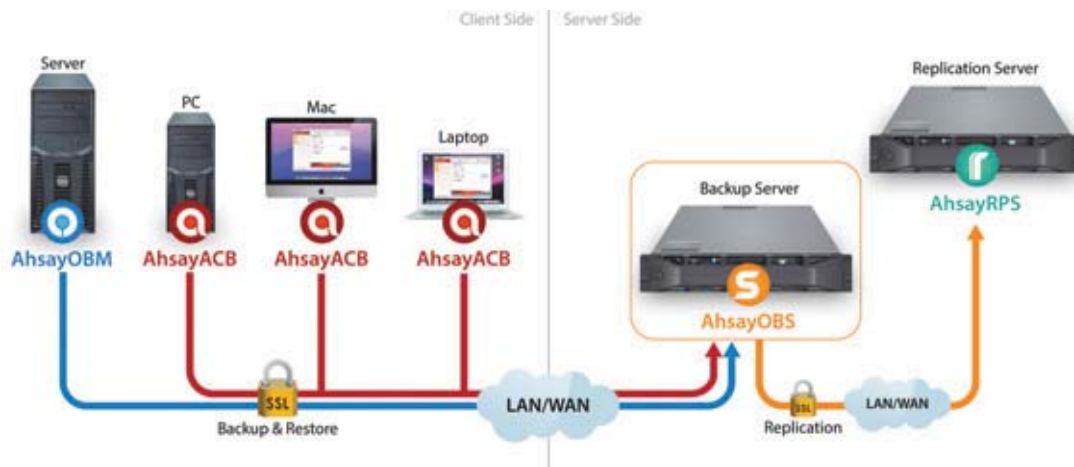 Client Side
Server Side
Server
PC
Mac
Laptop
AhsayOBM
AhsayACB
AhsayACB
AhsayACB
Replication Server
AhsayRPS
Backup Server
AhsayOBS
SSL
Backup & Restore
LAN/WAN
SSL
Replication
LAN/WAN